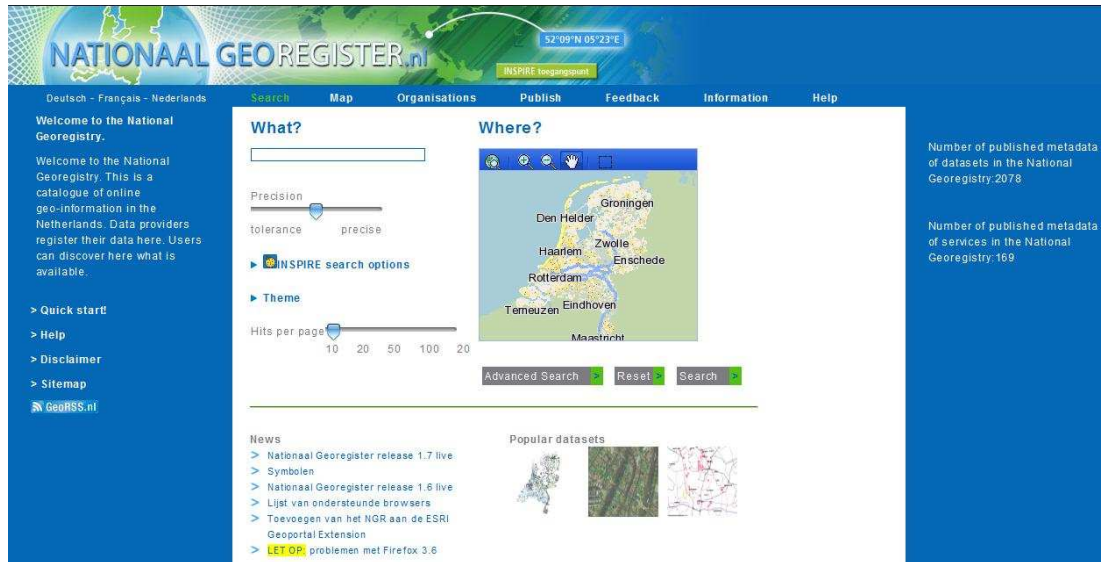 NATIONAAL GEOREGISTER.nl
52°09"N 05°23"E
INSPIRE toegangspunt
Deutsch - Français - Nederlands
Search
Map
Organisations
Publish
Feedback
Information
Help
Welcome to the National
Georegistry.
Welcome to the National
Georegistry. This is a
catalogue of online
geo-information in the
Netherlands. Data providers
register their data here. Users
can discover here what is
available.
> Quick start!
> Help
> Disclaimer
> Sitemap
GeoRSS.nl
What?
Precision
tolerance precise
INSPIRE search options
Theme
Hits per page
10 20 50 100 20
Where?
Groningen
Den Helder
Zwolle
Haarlem
Enschede
Rotterdam
Eindhoven
Terneuzen
Maastricht
Advanced Search >
Reset >
Search >
News
> Nationaal Georegister release 1.7 live
> Symbolen
> Nationaal Georegister release 1.6 live
> Lijst van ondersteunde browsers
> Toevoegen van het NGR aan de ESRI
Geoportal Extension
> LET OP: problemen met Firefox 3.6
Popular datasets
Number of published metadata
of datasets in the National
Georegistry:2078
Number of published metadata
of services in the National
Georegistry:169